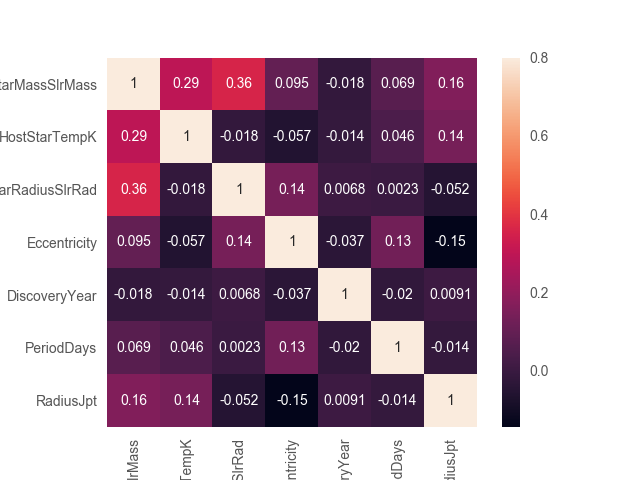 arMassSlrMass 1 0.29 0.36 0.095 -0.018 0.069 0.16 0.8
HostStarTempK 0.29 1 -0.018 -0.057 -0.014 0.046 0.14 0.6
arRadiusSlrRad 0.36 -0.018 1 0.14 0.0068 0.0023 -0.052 0.4
Eccentricity 0.095 -0.057 0.14 1 -0.037 0.13 -0.15
DiscoveryYear -0.018 -0.014 0.0068 -0.037 1 -0.02 0.0091 0.2
PeriodDays 0.069 0.046 0.0023 0.13 -0.02 1 -0.014 0.0
RadiusJpt 0.16 0.14 -0.052 -0.15 0.0091 -0.014 1
lrMass TempK SlrRad ntricity ryYear dDays diusJpt